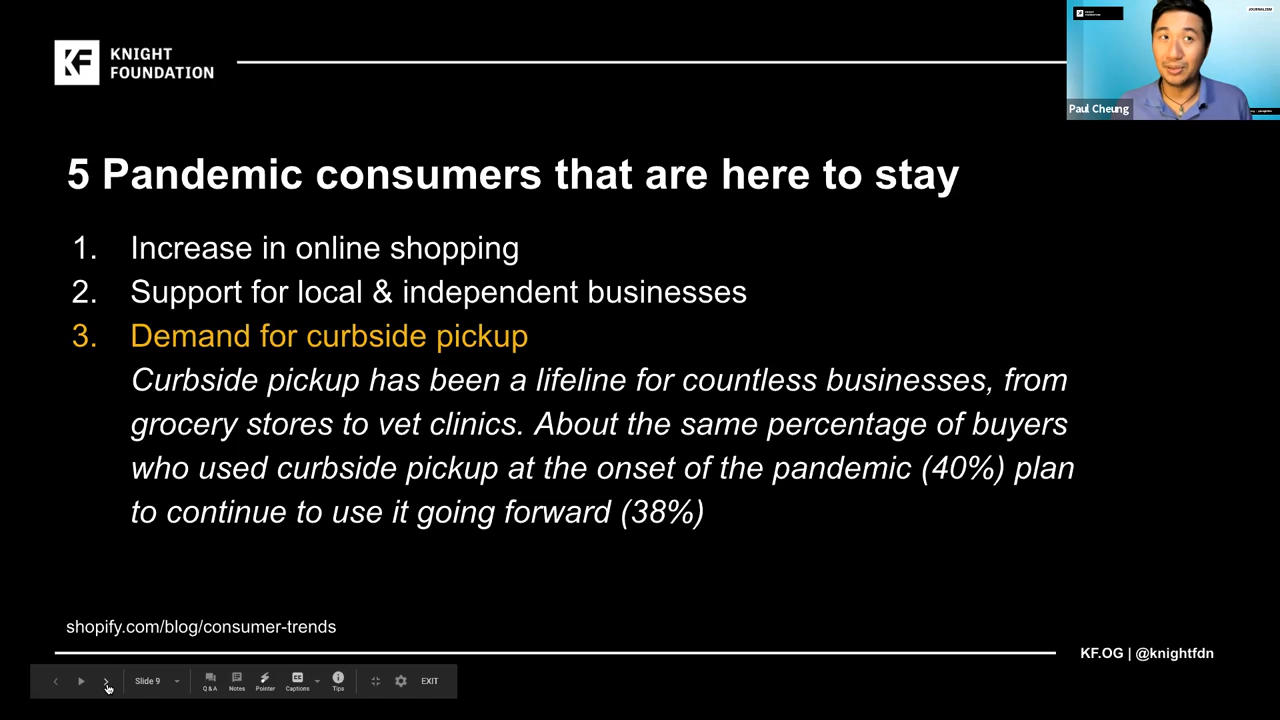 KNIGHT
FOUNDATION
KNIGHT
FOUNDATION
JOURNALISM
Paul Cheung
5 Pandemic consumers that are here to stay
1. Increase in online shopping
2. Support for local & independent businesses
3. Demand for curbside pickup
Curbside pickup has been a lifeline for countless businesses, from
grocery stores to vet clinics. About the same percentage of buyers
who used curbside pickup at the onset of the pandemic (40%) plan
to continue to use it going forward (38%)
shopify.com/blog/consumer-trends
KF.OG | @knightfdn
Slide 9
Q&A Notes Pointer Captions Tips EXIT